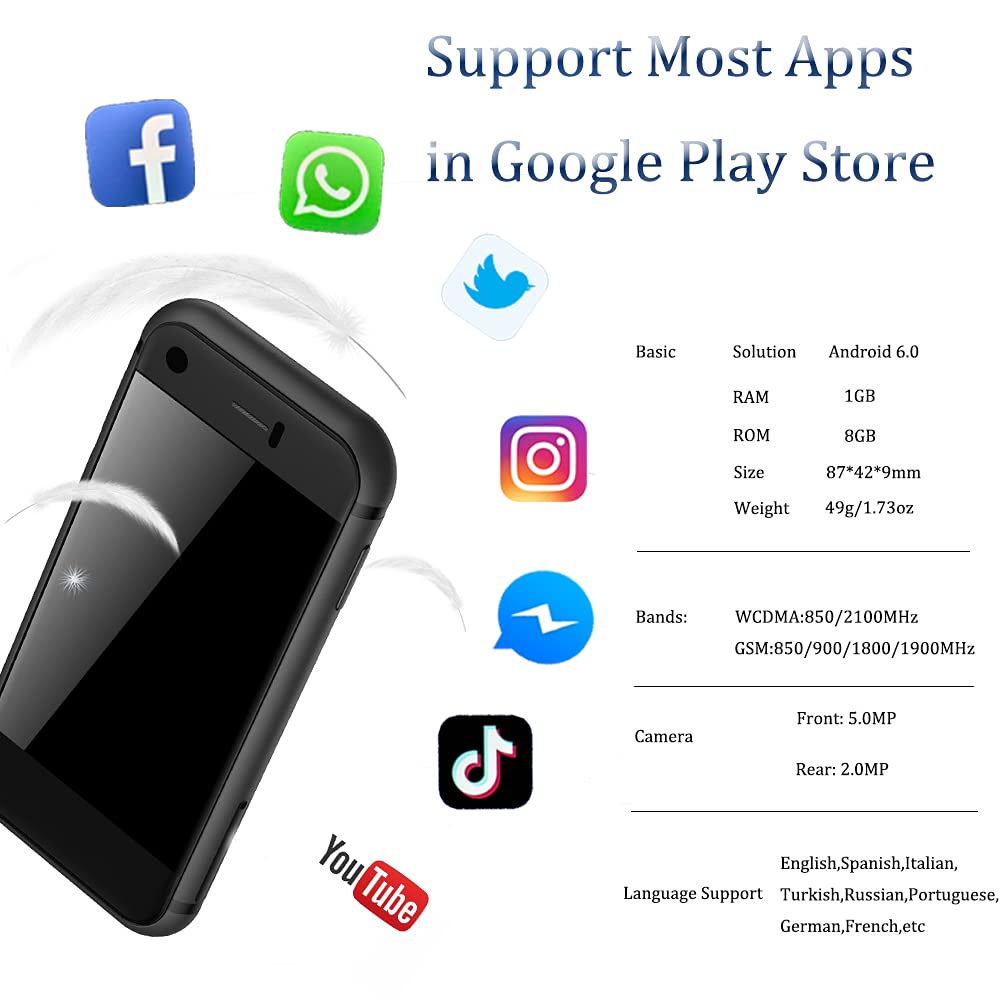 Support Most Apps
in Google Play Store
f
Basic Solution Android 6.0
RAM 1GB
ROM 8GB
Size 87*42*9mm
Weight 49g/1.73oz
Bands: WCDMA:850/2100MHz
GSM:850/900/1800/1900MHz
Camera Front: 5.0MP
Rear: 2.0MP
Language Support English,Spanish,Italian,
Turkish,Russian,Portuguese,
German,French,etc
YouTube